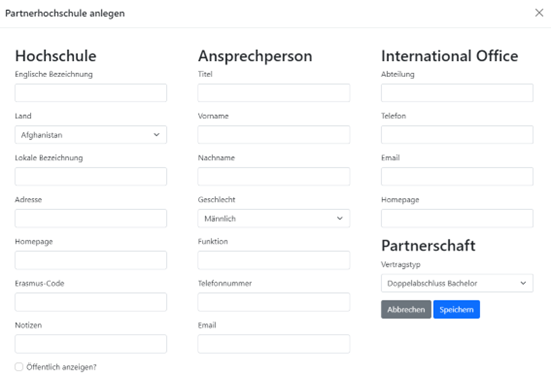 Partnerhochschule anlegen
Hochschule
Englische Bezeichnung
Land
Afghanistan
Lokale Bezeichnung
Adresse
Homepage
Erasmus-Code
Notizen
Öffentlich anzeigen?
Ansprechperson
Titel
Vorname
Nachname
Geschlecht
Männlich
Funktion
Telefonnummer
Email
International Office
Abteilung
Telefon
Email
Homepage
Partnerschaft
Vertragstyp
Doppelabschluss Bachelor
Abbrechen Speichern